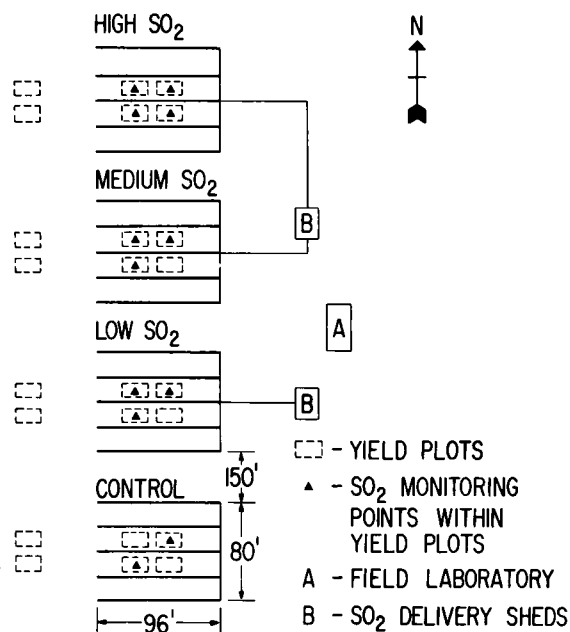 HIGH SO2
N
MEDIUM SO2
B
A
LOW SO2
B
150'
CONTROL
80'
96'
- YIELD PLOTS
- SO2 MONITORING
POINTS WITHIN
YIELD PLOTS
A - FIELD LABORATORY
B - SO2 DELIVERY SHEDS